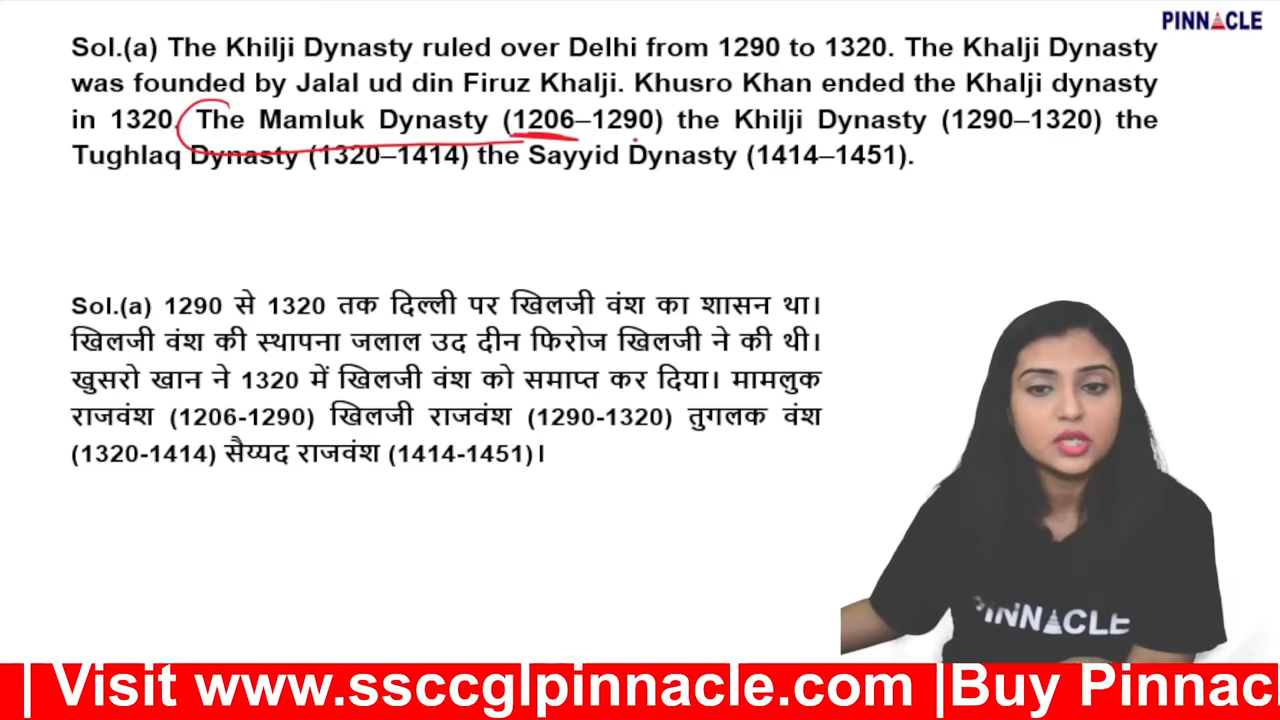 PINNACLE
Sol.(a) The Khilji Dynasty ruled over Delhi from 1290 to 1320. The Khalji Dynasty
was founded by Jalal ud din Firuz Khalji. Khusro Khan ended the Khalji dynasty
in 1320. The Mamluk Dynasty (1206–1290) the Khilji Dynasty (1290–1320) the
Tughlaq Dynasty (1320–1414) the Sayyid Dynasty (1414–1451).
Sol.(a) 1290 से 1320 तक दिल्ली पर खिलजी वंश का शासन था।
खिलजी वंश की स्थापना जलाल उद दीन फिरोज खिलजी ने की थी।
खुसरो खान ने 1320 में खिलजी वंश को समाप्त कर दिया। मामलुक
राजवंश (1206-1290) खिलजी राजवंश (1290-1320) तुगलक वंश
(1320-1414) सैय्यद राजवंश (1414-1451)।
PINNACLE
| Visit www.ssccglpinnacle.com |Buy Pinnac